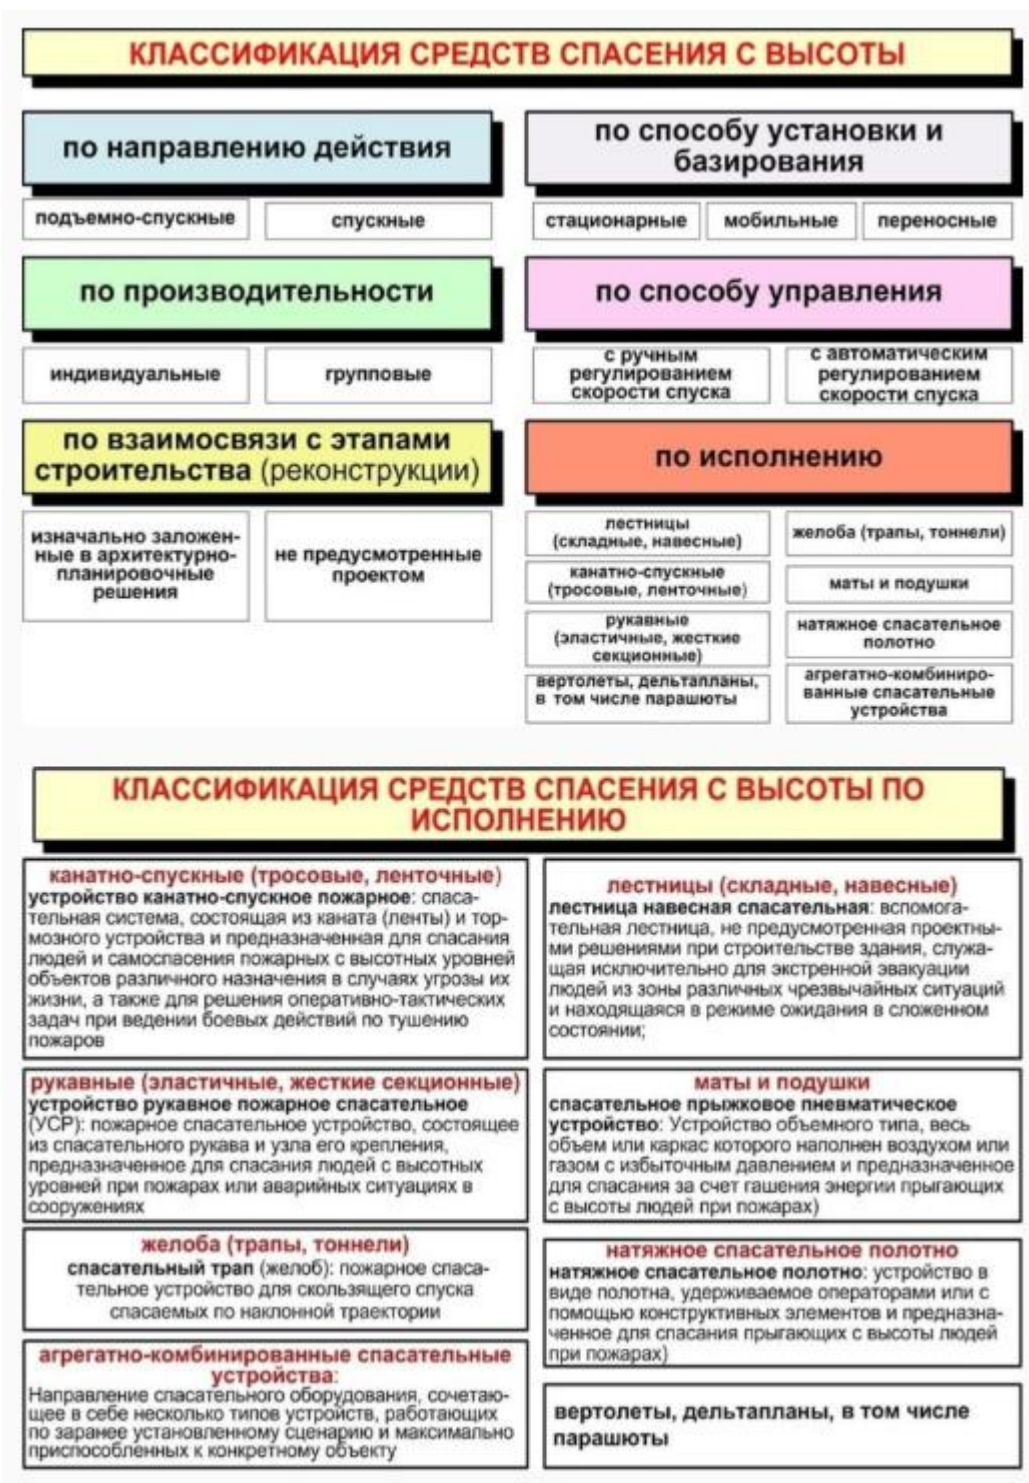 КЛАССИФИКАЦИЯ СРЕДСТВ СПАСЕНИЯ С ВЫСОТЫ
по направлению действия
подъемно-спускные
спускные
по способу установки и
базирования
стационарные
мобильные
переносные
по производительности
индивидуальные
групповые
по способу управления
с ручным
регулированием
скорости спуска
с автоматическим
регулированием
скорости спуска
по взаимосвязи с этапами
строительства (реконструкции)
изначально заложен-
ные в архитектурно-
планировочные
решения
не предусмотренные
проектом
по исполнению
лестницы
(складные, навесные)
желоба (трапы, тоннели)
канатно-спускные
(тросовые, ленточные)
маты и подушки
рукавные
(эластичные, жесткие
секционные)
натяжное спасательное
полотно
вертолеты, дельтапланы,
в том числе парашюты
агрегатно-комбиниро-
ванные спасательные
устройства
КЛАССИФИКАЦИЯ СРЕДСТВ СПАСЕНИЯ С ВЫСОТЫ ПО
ИСПОЛНЕНИЮ
канатно-спускные (тросовые, ленточные)
устройство канатно-спускное пожарное: спаса-
тельная система, состоящая из каната (ленты) и тор-
мозного устройства и предназначенная для спасания
людей и самоспасения пожарных с высотных уровней
объектов различного назначения в случаях угрозы их
жизни, а также для решения оперативно-тактических
задач при ведении боевых действий по тушению
пожаров
лестницы (складные, навесные)
лестница навесная спасательная: вспомога-
тельная лестница, не предусмотренная проектны-
ми решениями при строительстве здания, служа-
щая исключительно для экстренной эвакуации
людей из зоны различных чрезвычайных ситуаций
и находящаяся в режиме ожидания в сложенном
состоянии;
рукавные (эластичные, жесткие секционные)
устройство рукавное пожарное спасательное
(УСР): пожарное спасательное устройство, состоящее
из спасательного рукава и узла его крепления,
предназначенное для спасания людей с высотных
уровней при пожарах или аварийных ситуациях в
сооружениях
маты и подушки
спасательное прыжковое пневматическое
устройство: Устройство объемного типа, весь
объем или каркас которого наполнен воздухом или
газом с избыточным давлением и предназначенное
для спасания за счет гашения энергии прыгающих
с высоты людей при пожарах)
желоба (трапы, тоннели)
спасательный трап (желоб): пожарное спаса-
тельное устройство для скользящего спуска
спасаемых по наклонной траектории
натяжное спасательное полотно
натяжное спасательное полотно: устройство в
виде полотна, удерживаемое операторами или с
помощью конструктивных элементов и предназна-
ченное для спасания прыгающих с высоты людей
при пожарах)
агрегатно-комбинированные спасательные
устройства:
Направление спасательного оборудования, сочетаю-
щее в себе несколько типов устройств, работающих
по заранее установленному сценарию и максимально
приспособленных к конкретному объекту
вертолеты, дельтапланы, в том числе
парашюты